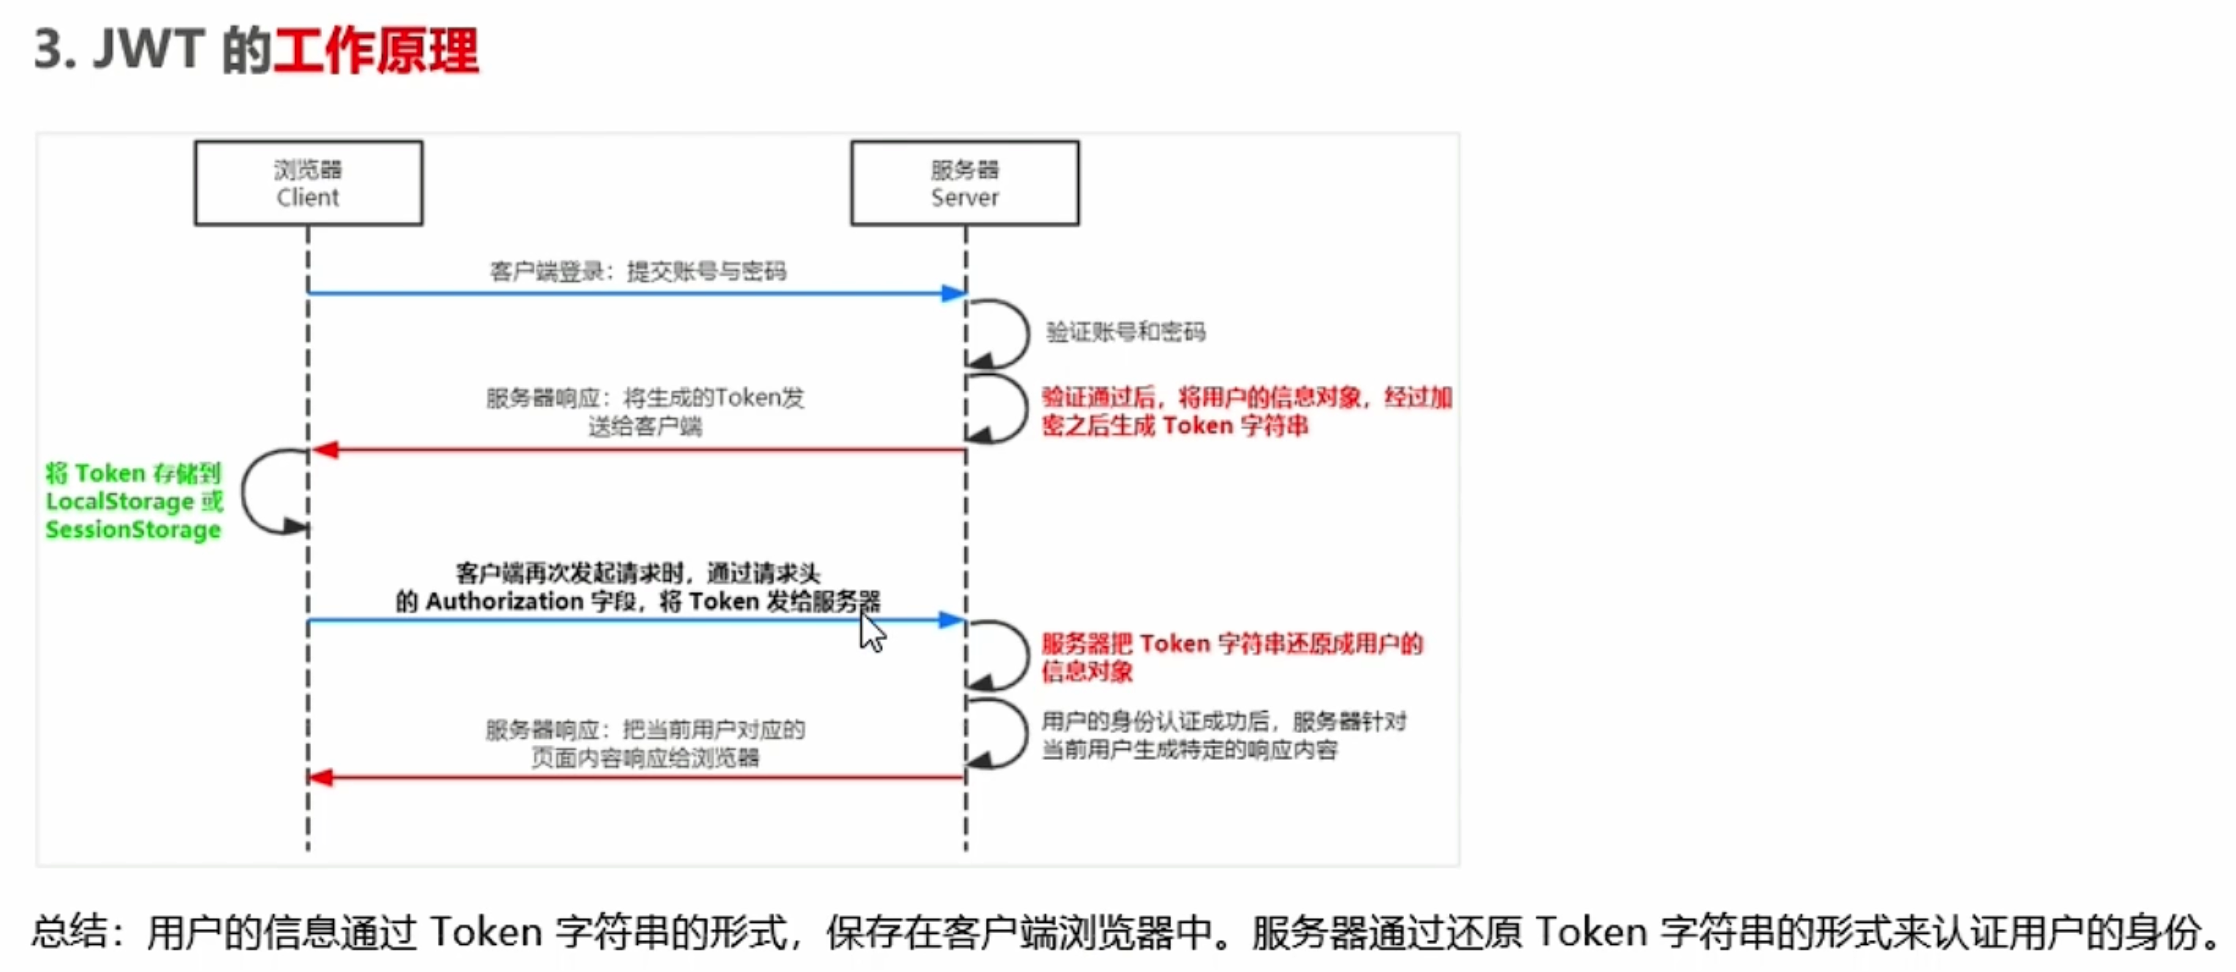 3. JWT 的工作原理
浏览器
Client
服务器
Server
客户端登录：提交账号与密码
验证账号和密码
服务器响应：将生成的Token发
送给客户端
验证通过后，将用户的信息对象，经过加
密之后生成 Token 字符串
将 Token 存储到
LocalStorage 或
SessionStorage
客户端再次发起请求时，通过请求头
的 Authorization 字段，将 Token 发给服务器
服务器把 Token 字符串还原成用户的
信息对象
服务器响应：把当前用户对应的
页面内容响应给浏览器
用户的身份认证成功后，服务器针对
当前用户生成特定的响应内容
总结：用户的信息通过 Token 字符串的形式，保存在客户端浏览器中。服务器通过还原 Token 字符串的形式来认证用户的身份。